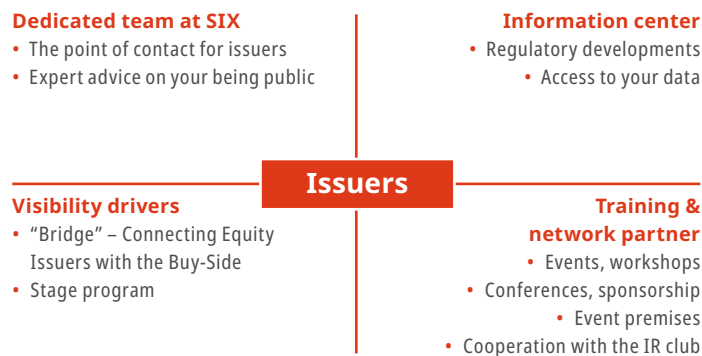 Dedicated team at SIX
• The point of contact for issuers
• Expert advice on your being public
Information center
• Regulatory developments
• Access to your data
Issuers
Visibility drivers
• “Bridge” – Connecting Equity
Issuers with the Buy-Side
• Stage program
Training &
network partner
• Events, workshops
• Conferences, sponsorship
• Event premises
• Cooperation with the IR club